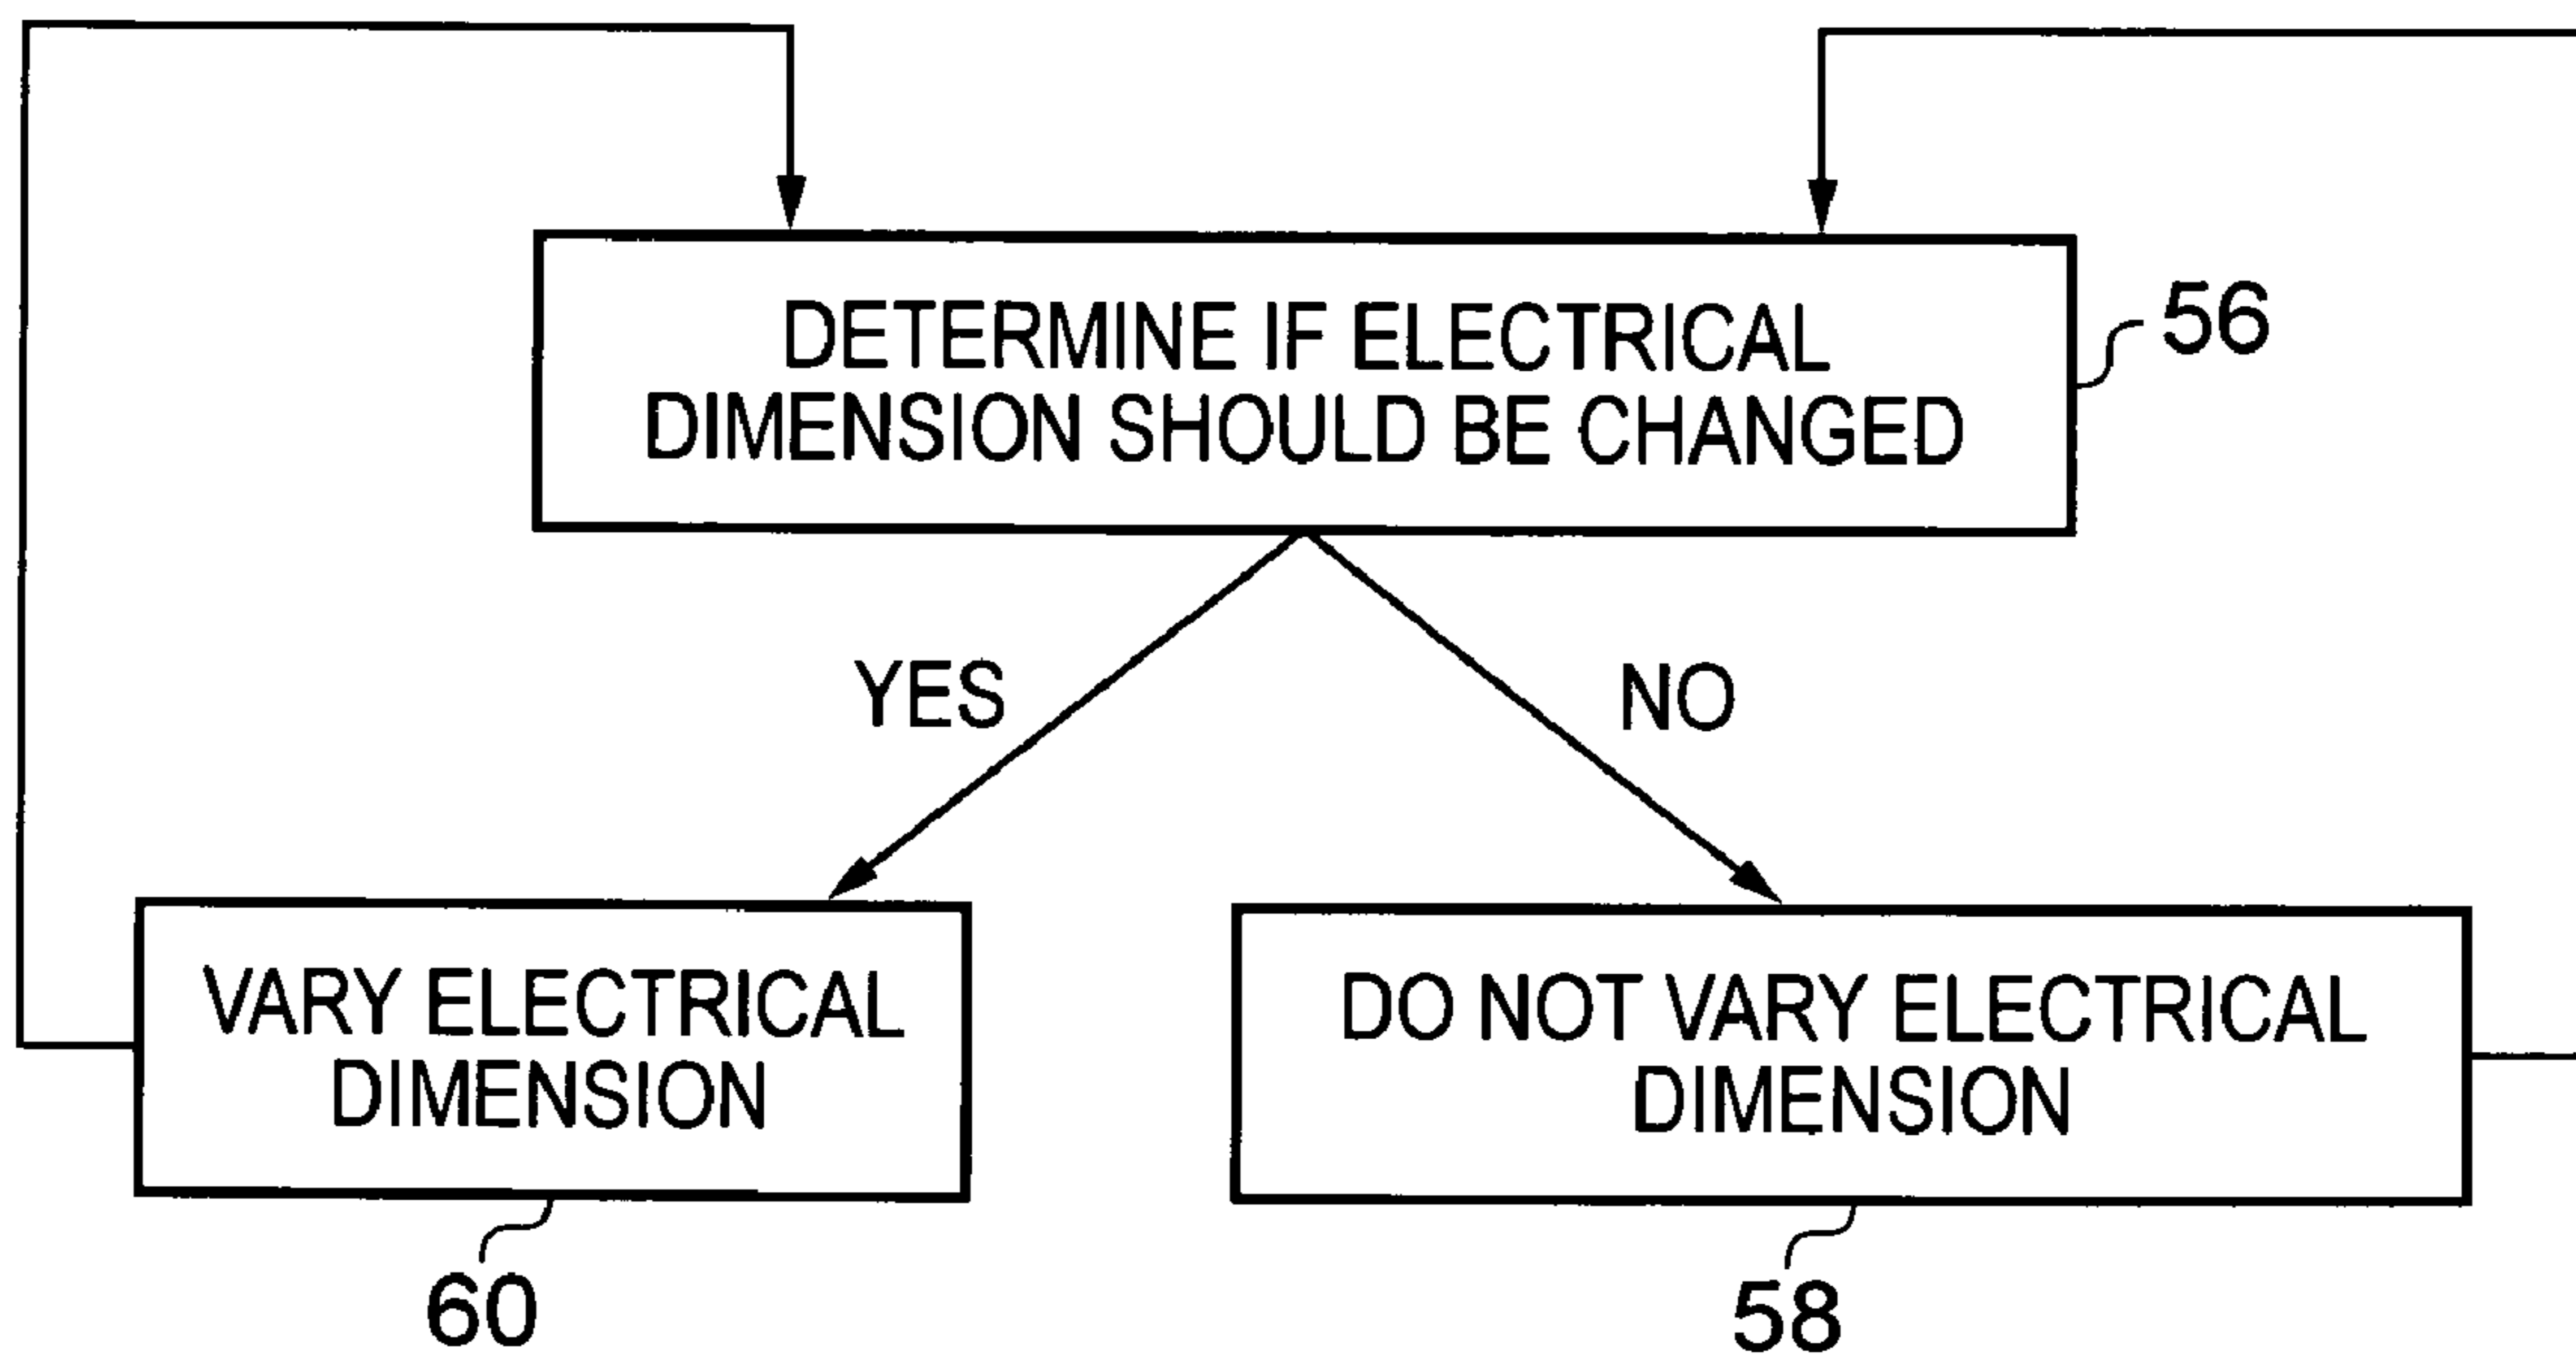 DETERMINE IF ELECTRICAL
DIMENSION SHOULD BE CHANGED
56
YES
NO
VARY ELECTRICAL
DIMENSION
DO NOT VARY ELECTRICAL
DIMENSION
60
58